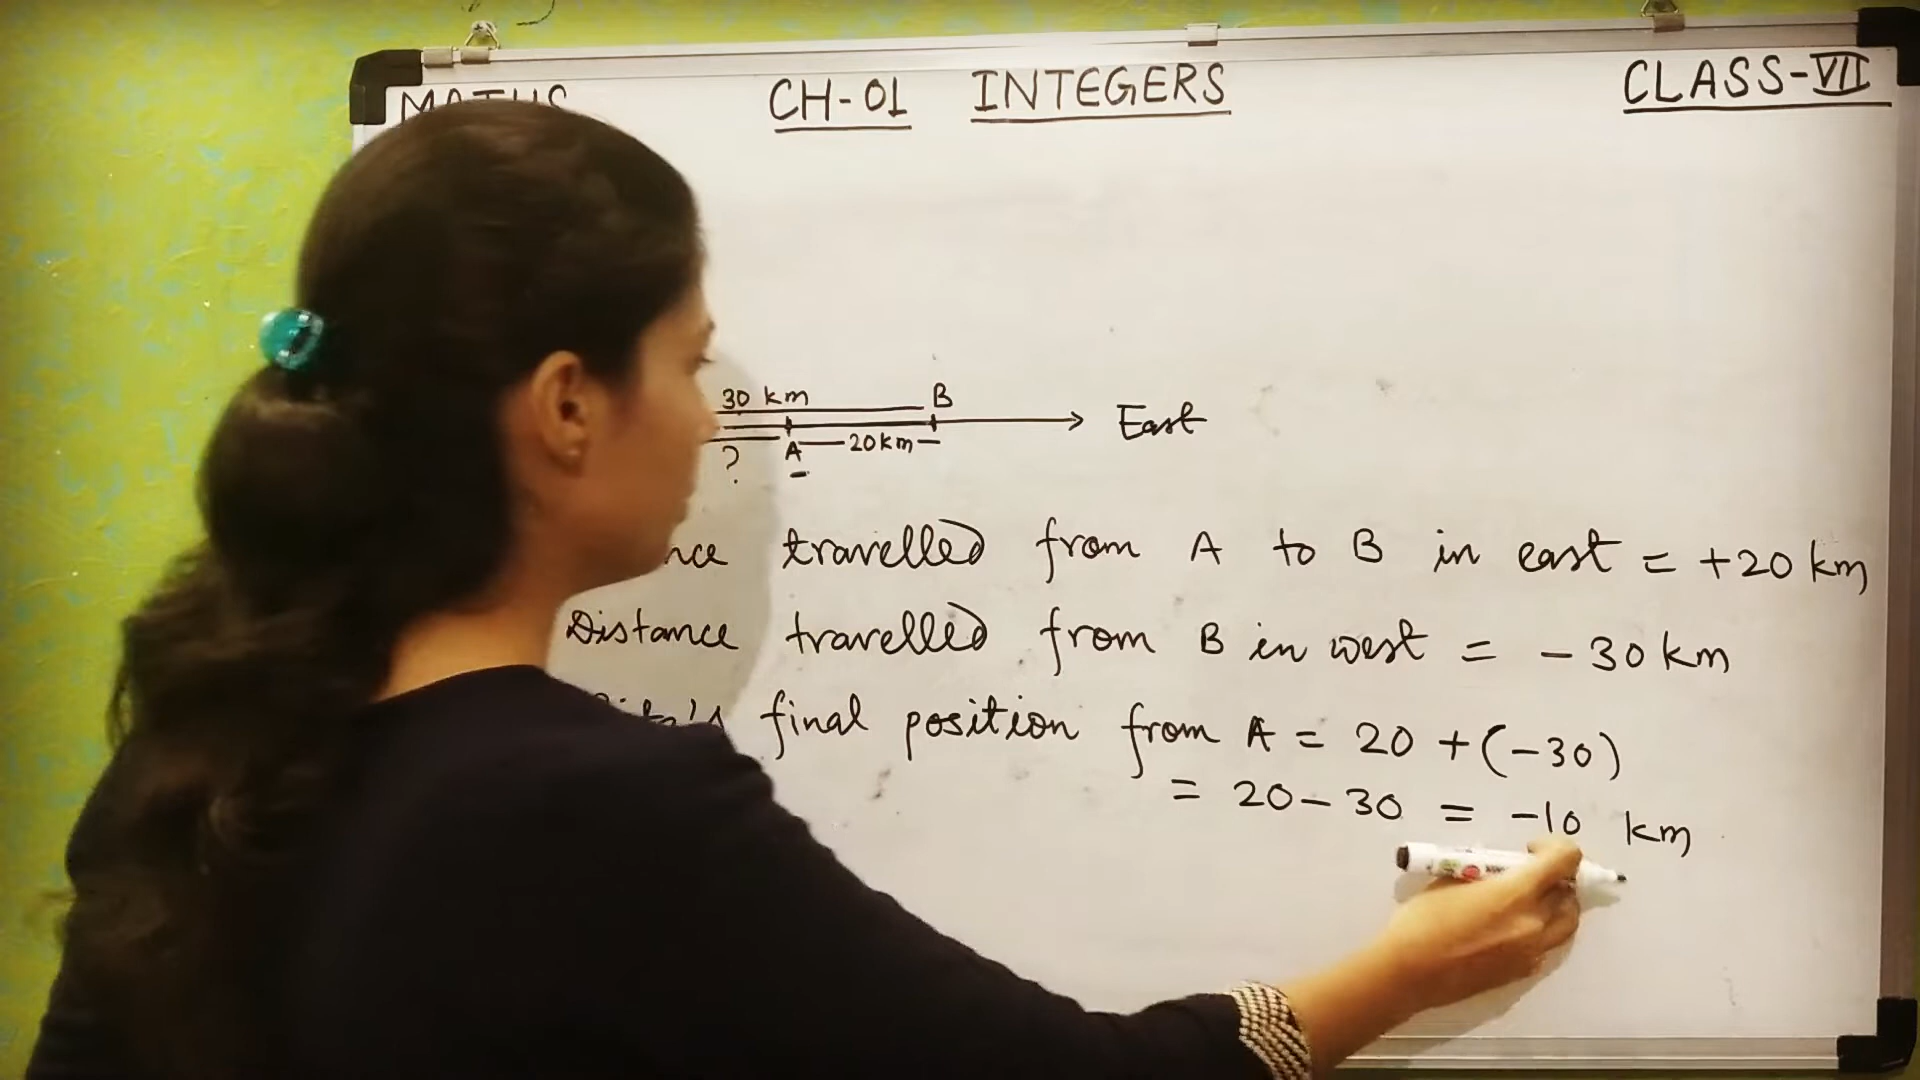 CH-01 INTEGERS CLASS-VII
30 km B
East
? A 20km
travelled from A to B in east = +20 km
Distance travelled from B in west = -30 km
final position from A = 20 + (-30)
= 20 - 30 = -10 km